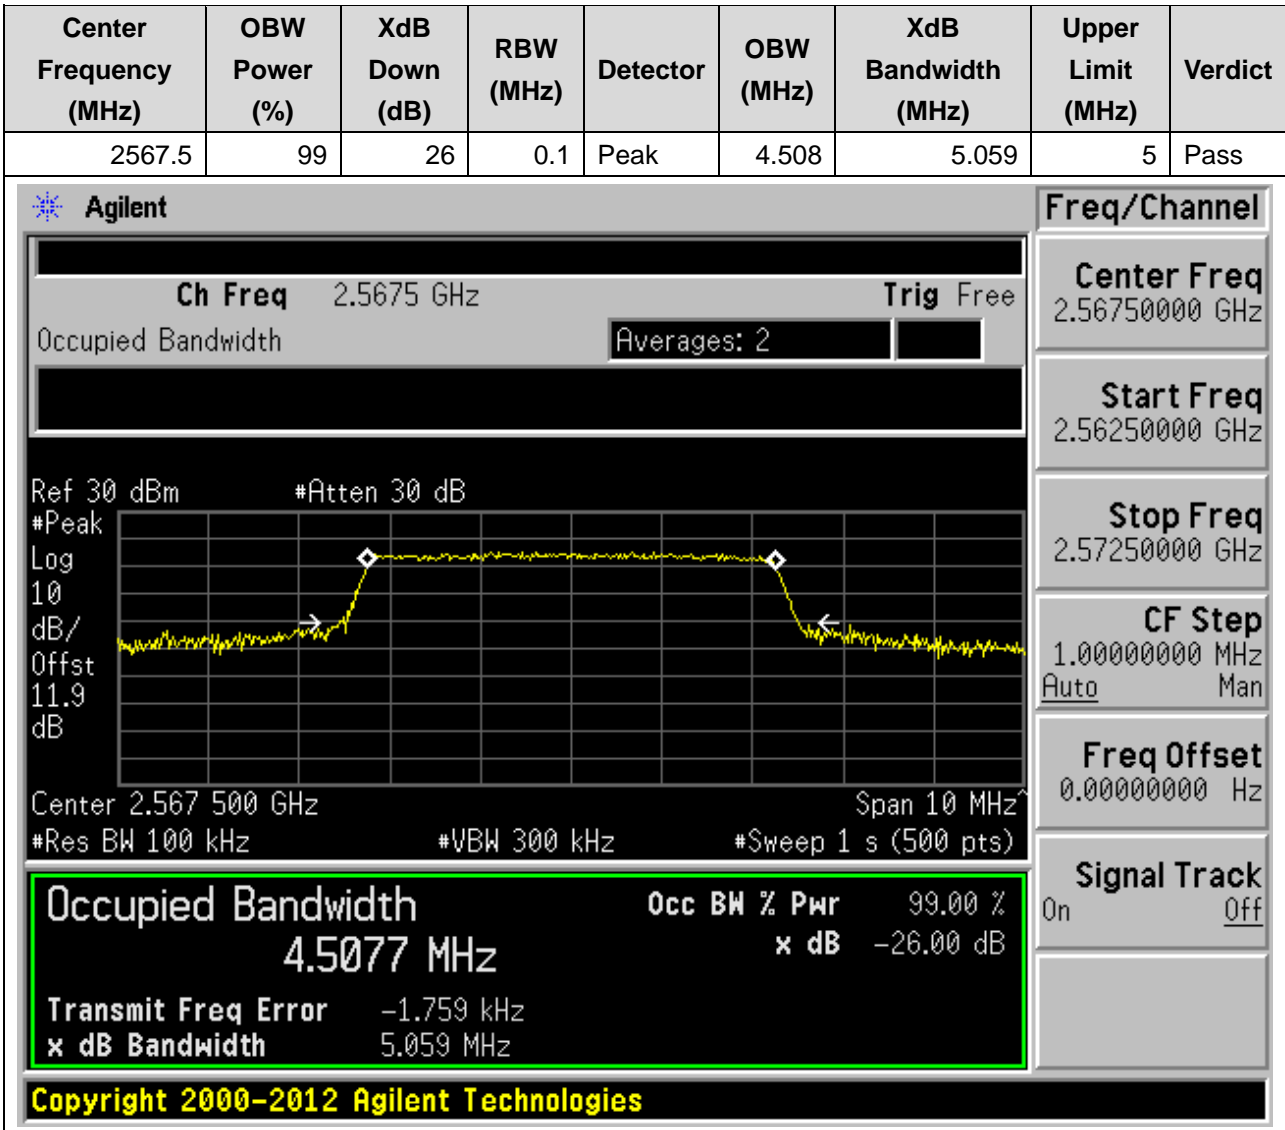 Center Frequency (MHz) OBW Power (%) XdB Down (dB) RBW (MHz) Detector OBW (MHz) XdB Bandwidth (MHz) Upper Limit (MHz) Verdict
2567.5 99 26 0.1 Peak 4.508 5.059 5 Pass
Agilent
Freq/Channel
Ch Freq 2.5675 GHz Trig Free
Occupied Bandwidth Averages: 2
Center Freq
2.56750000 GHz
Start Freq
2.56250000 GHz
Stop Freq
2.57250000 GHz
CF Step
1.00000000 MHz
Auto Man
Freq Offset
0.00000000 Hz
Signal Track
On Off
Ref 30 dBm #Atten 30 dB
#Peak
Log
10
dB/
Offst
11.9
dB
Center 2.567 500 GHz Span 10 MHz^
#Res BW 100 kHz #VBW 300 kHz #Sweep 1 s (500 pts)
Occupied Bandwidth Occ BW % Pwr 99.00 %
4.5077 MHz x dB -26.00 dB
Transmit Freq Error -1.759 kHz
x dB Bandwidth 5.059 MHz
Copyright 2000-2012 Agilent Technologies